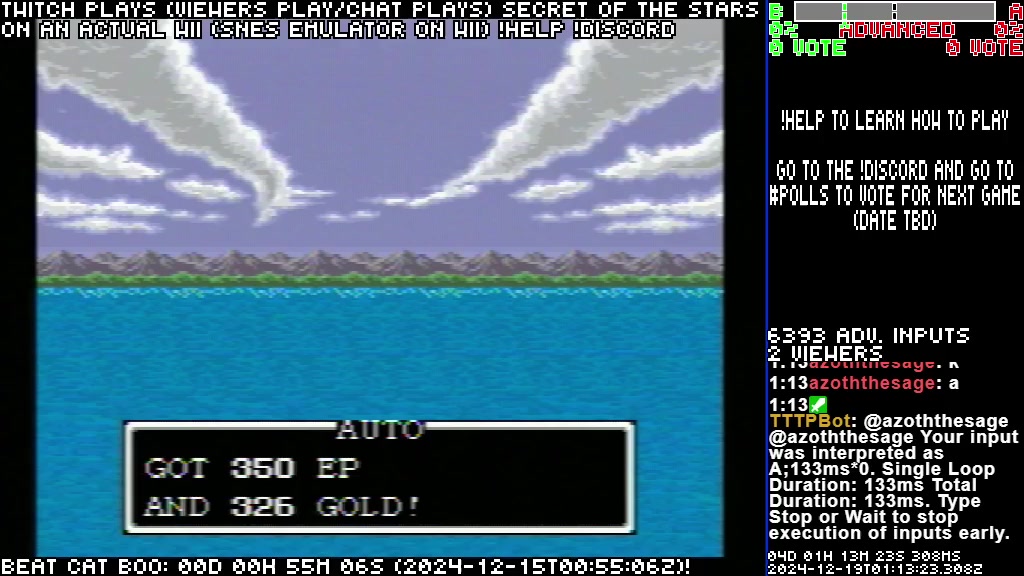 TWITCH PLAYS (VIEWERS PLAY/CHAT PLAYS) SECRET OF THE STARS
ON AN ACTUAL WII (SNES EMULATOR ON WII) !HELP !DISCORD
B A
0% ADVANCED 0%
0 VOTE 0 VOTE
!HELP TO LEARN HOW TO PLAY
GO TO THE !DISCORD AND GO TO
#POLLS TO VOTE FOR NEXT GAME
(DATE TBD)
6393 ADV. INPUTS
2 VIEWERS
1:13azoththesage: k
1:13azoththesage: a
1:13
TTTPBot: @azoththesage
@azoththesage Your input
was interpreted as
A;133ms*0. Single Loop
Duration: 133ms Total
Duration: 133ms. Type
Stop or Wait to stop
execution of inputs early.
04D 01H 13M 23S 308MS
2024-12-19T01:13:23.308Z
AUTO
GOT 350 EP
AND 326 GOLD!
BEAT CAT BOO: 00D 00H 55M 06S (2024-12-15T00:55:06Z)!